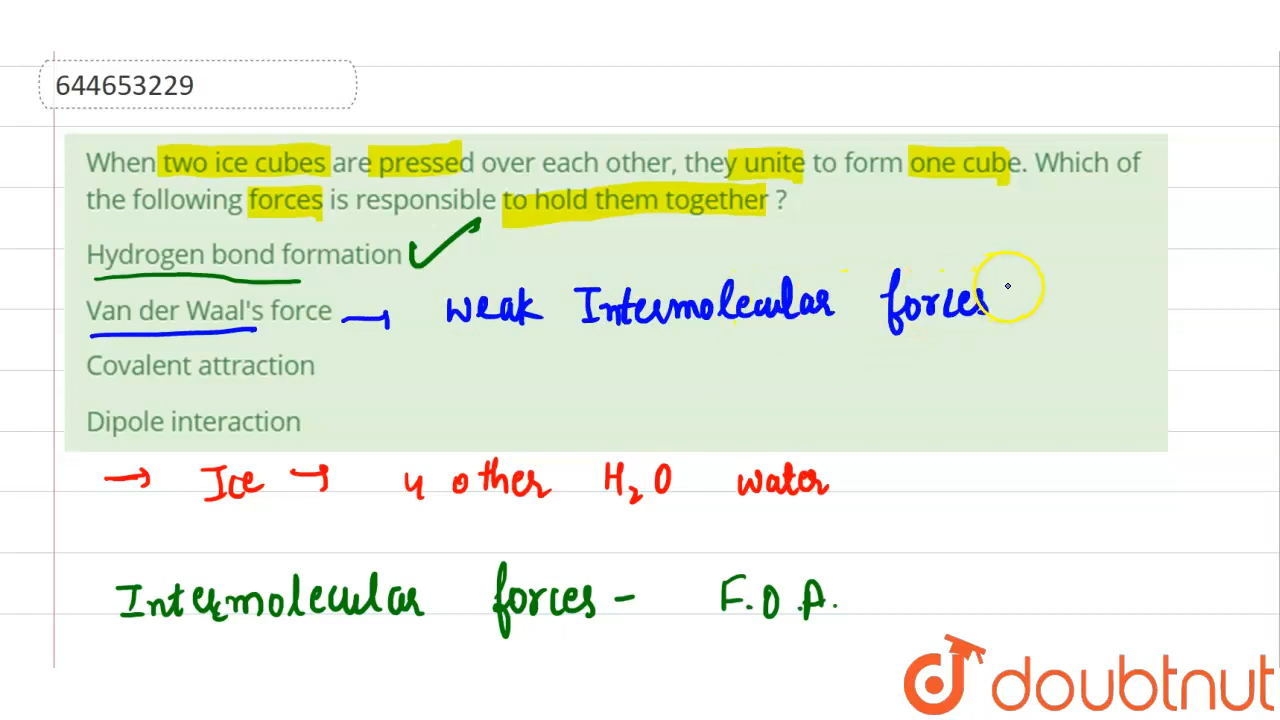 644653229
When two ice cubes are pressed over each other, they unite to form one cube. Which of
the following forces is responsible to hold them together ?
Hydrogen bond formation
Van der Waal's force → weak Intermolecular forces
Covalent attraction
Dipole interaction
→ Ice → 4 other H₂O water
Intermolecular forces - F.O.A.
doubtnut